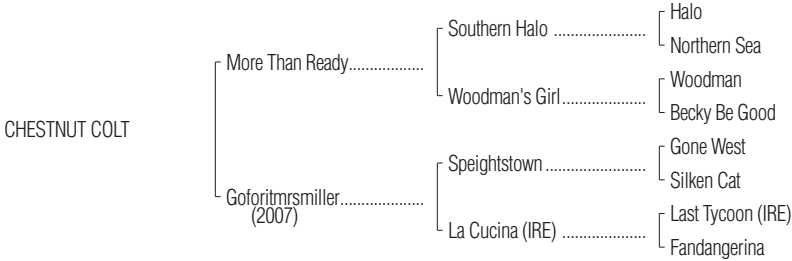 Halo
Southern Halo .....................
Northern Sea
More Than Ready.................
Woodman
Woodman's Girl....................
Becky Be Good
CHESTNUT COLT
Gone West
Speightstown .......................
Silken Cat
Goforitmrsmiller...................
(2007)
Last Tycoon (IRE)
La Cucina (IRE) ...................
Fandangerina